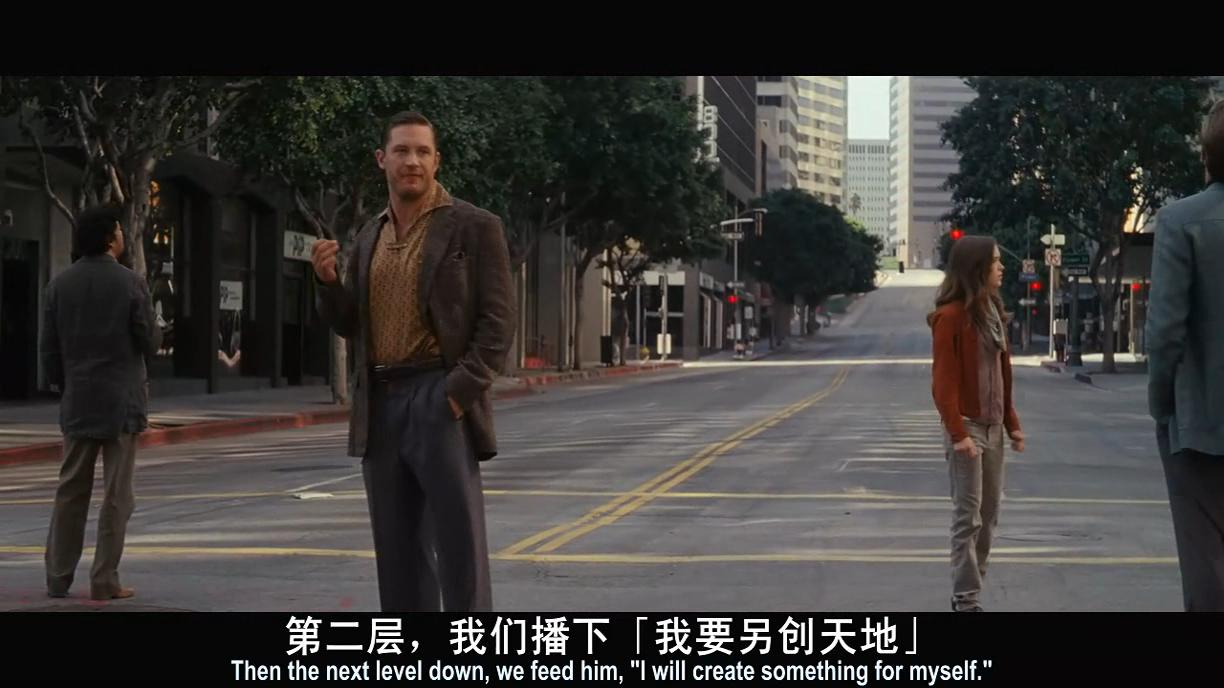 第二层，我们播下「我要另创天地」
Then the next level down, we feed him, "I will create something for myself."